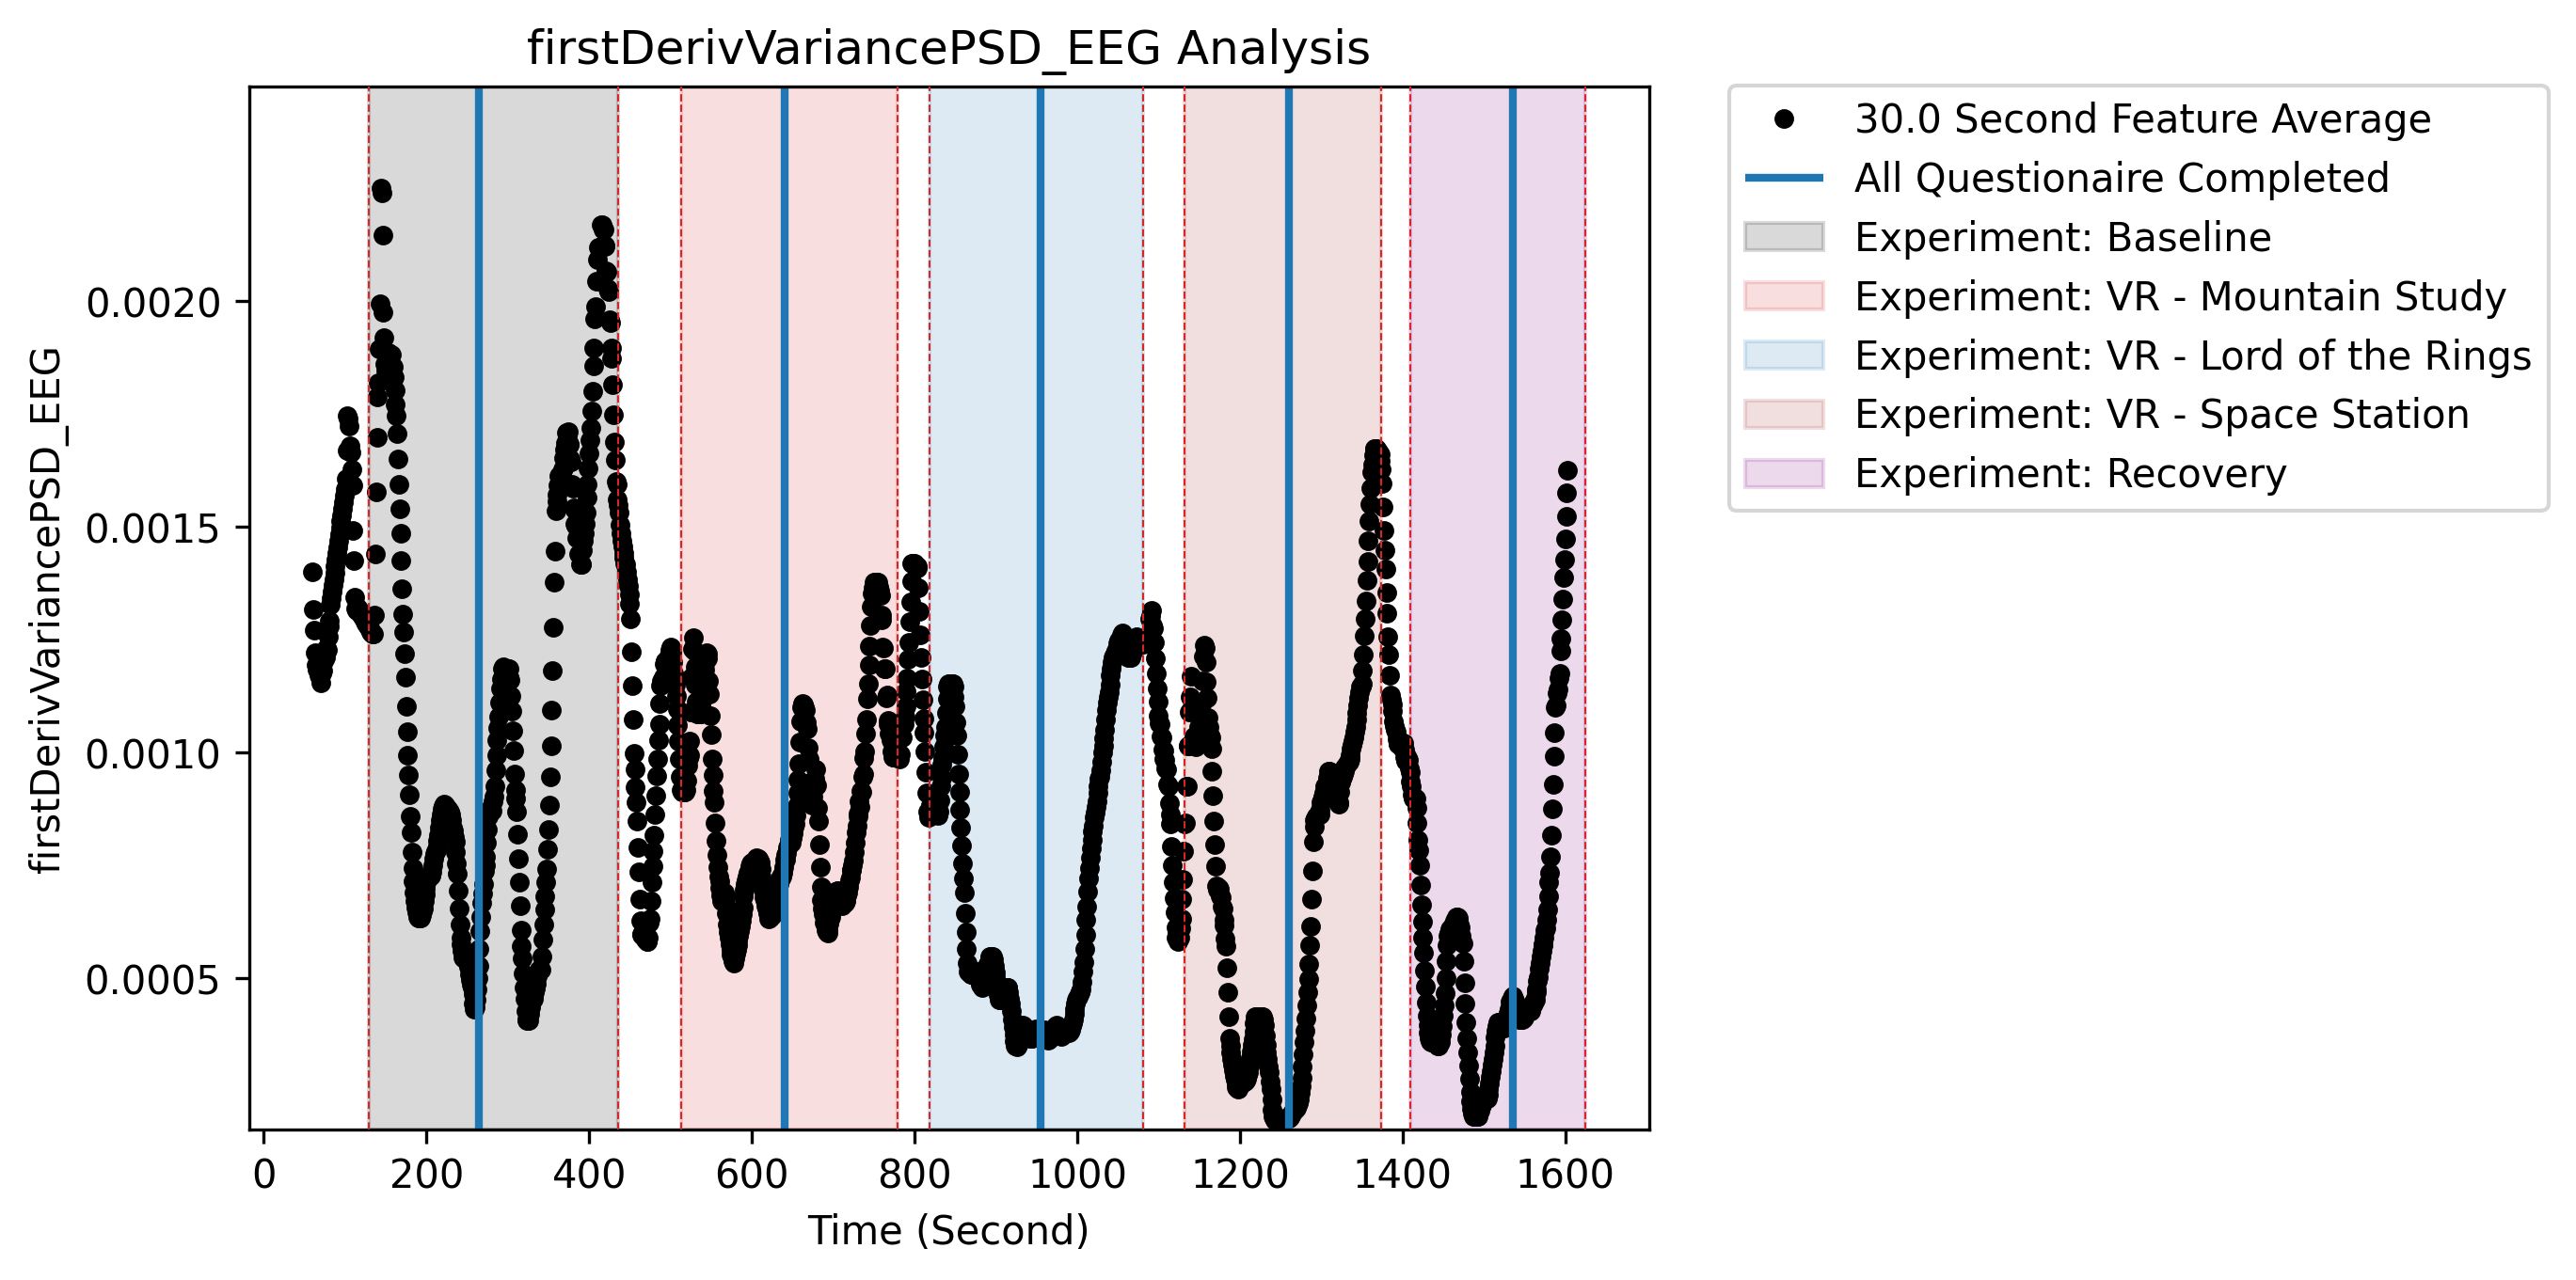 firstDerivVariancePSD_EEG Analysis
firstDerivVariancePSD_EEG
0.0020
0.0015
0.0010
0.0005
0 200 400 600 800 1000 1200 1400 1600
Time (Second)
30.0 Second Feature Average
All Questionaire Completed
Experiment: Baseline
Experiment: VR - Mountain Study
Experiment: VR - Lord of the Rings
Experiment: VR - Space Station
Experiment: Recovery